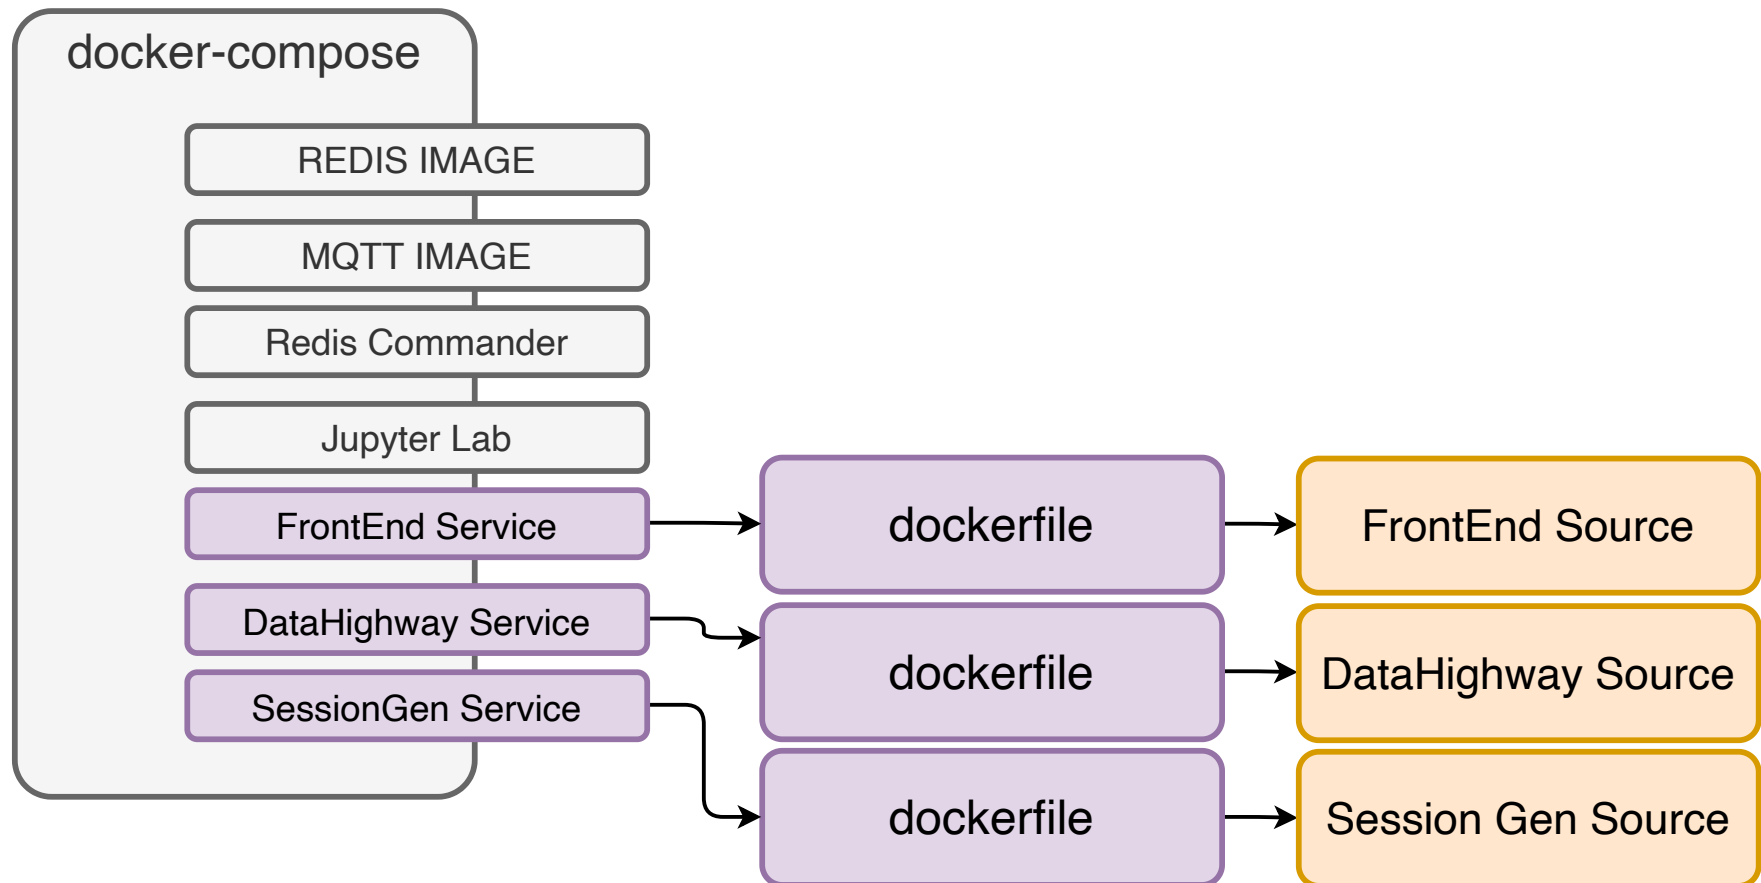 docker-compose
REDIS IMAGE
MQTT IMAGE
Redis Commander
Jupyter Lab
FrontEnd Service
dockerfile
FrontEnd Source
DataHighway Service
dockerfile
DataHighway Source
SessionGen Service
dockerfile
Session Gen Source